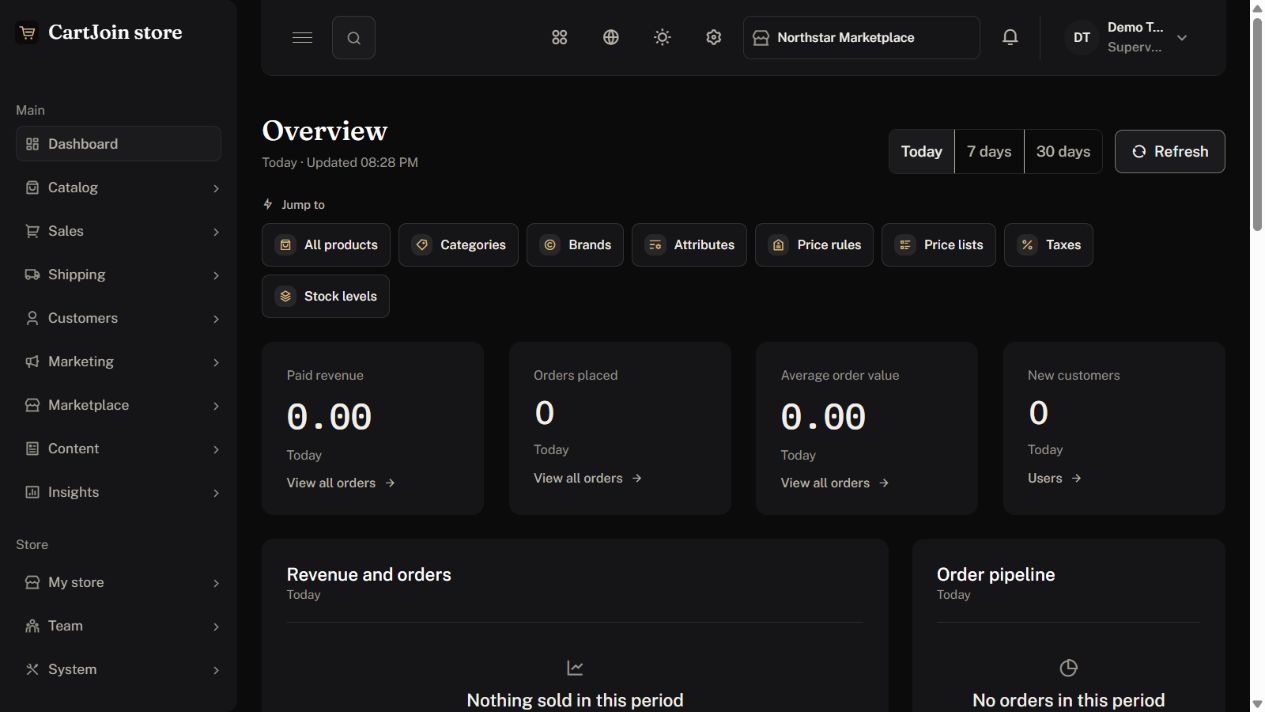 CartJoin store
Main
Dashboard
Catalog
Sales
Shipping
Customers
Marketing
Marketplace
Content
Insights
Store
My store
Team
System
Northstar Marketplace
DT
Demo T...
Superv...
Overview
Today · Updated 08:28 PM
Today
7 days
30 days
Refresh
Jump to
All products
Categories
Brands
Attributes
Price rules
Price lists
Taxes
Stock levels
Paid revenue
0.00
Today
View all orders
Orders placed
0
Today
View all orders
Average order value
0.00
Today
View all orders
New customers
0
Today
Users
Revenue and orders
Today
Nothing sold in this period
Order pipeline
Today
No orders in this period